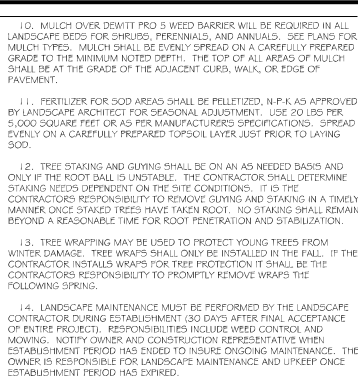 10. MULCH OVER DEWITT PRO 5 WEED BARRIER WILL BE REQUIRED IN ALL
LANDSCAPE BEDS FOR SHRUBS, PERENNIALS, AND ANNUALS. SEE PLANS FOR
MULCH TYPES. MULCH SHALL BE EVENLY SPREAD ON A CAREFULLY PREPARED
GRADE TO THE MINIMUM NOTED DEPTH. THE TOP OF ALL AREAS OF MULCH
SHALL BE AT THE GRADE OF THE ADJACENT CURB, WALK, OR EDGE OF
PAVEMENT.
11. FERTILIZER FOR SOD AREAS SHALL BE PELLETIZED, N-P-K AS APPROVED
BY LANDSCAPE ARCHITECT FOR SEASONAL ADJUSTMENT. USE 20 LBS PER
5,000 SQUARE FEET OR AS PER MANUFACTURER'S SPECIFICATIONS. SPREAD
EVENLY ON A CAREFULLY PREPARED TOPSOIL LAYER JUST PRIOR TO LAYING
SOD.
12. TREE STAKING AND GUYING SHALL BE ON AN AS NEEDED BASIS AND
ONLY IF THE ROOT BALL IS UNSTABLE. THE CONTRACTOR SHALL DETERMINE
STAKING NEEDS DEPENDENT ON THE SITE CONDITIONS. IT IS THE
CONTRACTORS RESPONSIBILITY TO REMOVE GUYING AND STAKING IN A TIMELY
MANNER ONCE STAKED TREES HAVE TAKEN ROOT. NO STAKING SHALL REMAIN
BEYOND A REASONABLE TIME FOR ROOT PENETRATION AND STABILIZATION.
13. TREE WRAPPING MAY BE USED TO PROTECT YOUNG TREES FROM
WINTER DAMAGE. TREE WRAPS SHALL ONLY BE INSTALLED IN THE FALL. IF THE
CONTRACTOR INSTALLS WRAPS FOR TREE PROTECTION IT SHALL BE THE
CONTRACTORS RESPONSIBILITY TO PROMPTLY REMOVE WRAPS THE
FOLLOWING SPRING.
14. LANDSCAPE MAINTENANCE MUST BE PERFORMED BY THE LANDSCAPE
CONTRACTOR DURING ESTABLISHMENT (30 DAYS AFTER FINAL ACCEPTANCE
OF ENTIRE PROJECT). RESPONSIBILITIES INCLUDE WEED CONTROL AND
MOWING. NOTIFY OWNER AND CONSTRUCTION REPRESENTATIVE WHEN
ESTABLISHMENT PERIOD HAS ENDED TO INSURE ONGOING MAINTENANCE. THE
OWNER IS RESPONSIBLE FOR LANDSCAPE MAINTENANCE AND UPKEEP ONCE
ESTABLISHMENT PERIOD HAS EXPIRED.